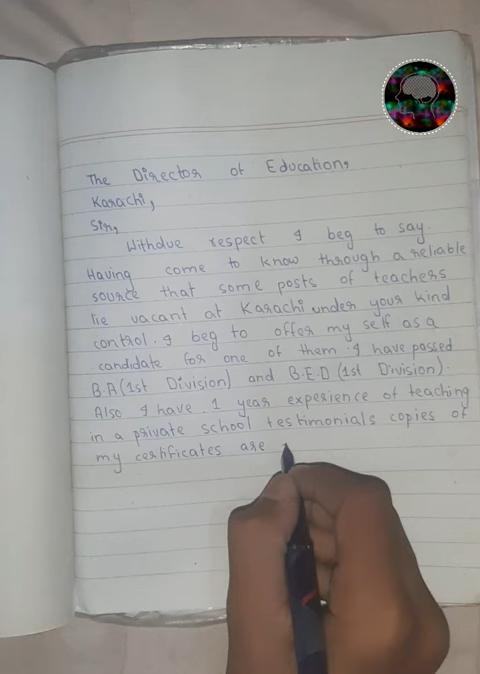 The Director of Education,
Karachi,
Sir,
Withdue respect I beg to say.
Having come to know through a reliable
source that some posts of teachers
lie vacant at Karachi under your kind
control. I beg to offer my self as a
candidate for one of them. I have passed
B.A (1st Division) and B.E.D (1st Division).
Also I have 1 year experience of teaching
in a private school testimonials copies of
my certificates are